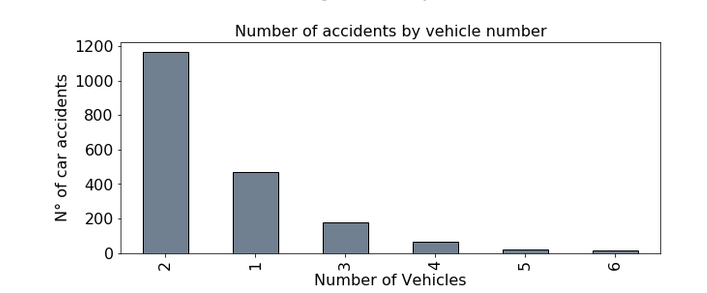 Number of accidents by vehicle number
N° of car accidents
1200
1000
800
600
400
200
0
2 1 3 4 5 6
Number of Vehicles